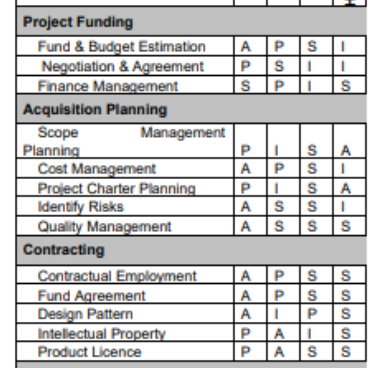 Project Funding
Fund & Budget Estimation A P S I
Negotiation & Agreement P S I I
Finance Management S P I S
Acquisition Planning
Scope Management
Planning P I S A
Cost Management A P S I
Project Charter Planning P I S A
Identify Risks A S S I
Quality Management A S S S
Contracting
Contractual Employment A P S S
Fund Agreement A P S S
Design Pattern A I P S
Intellectual Property P A I S
Product Licence P A S S